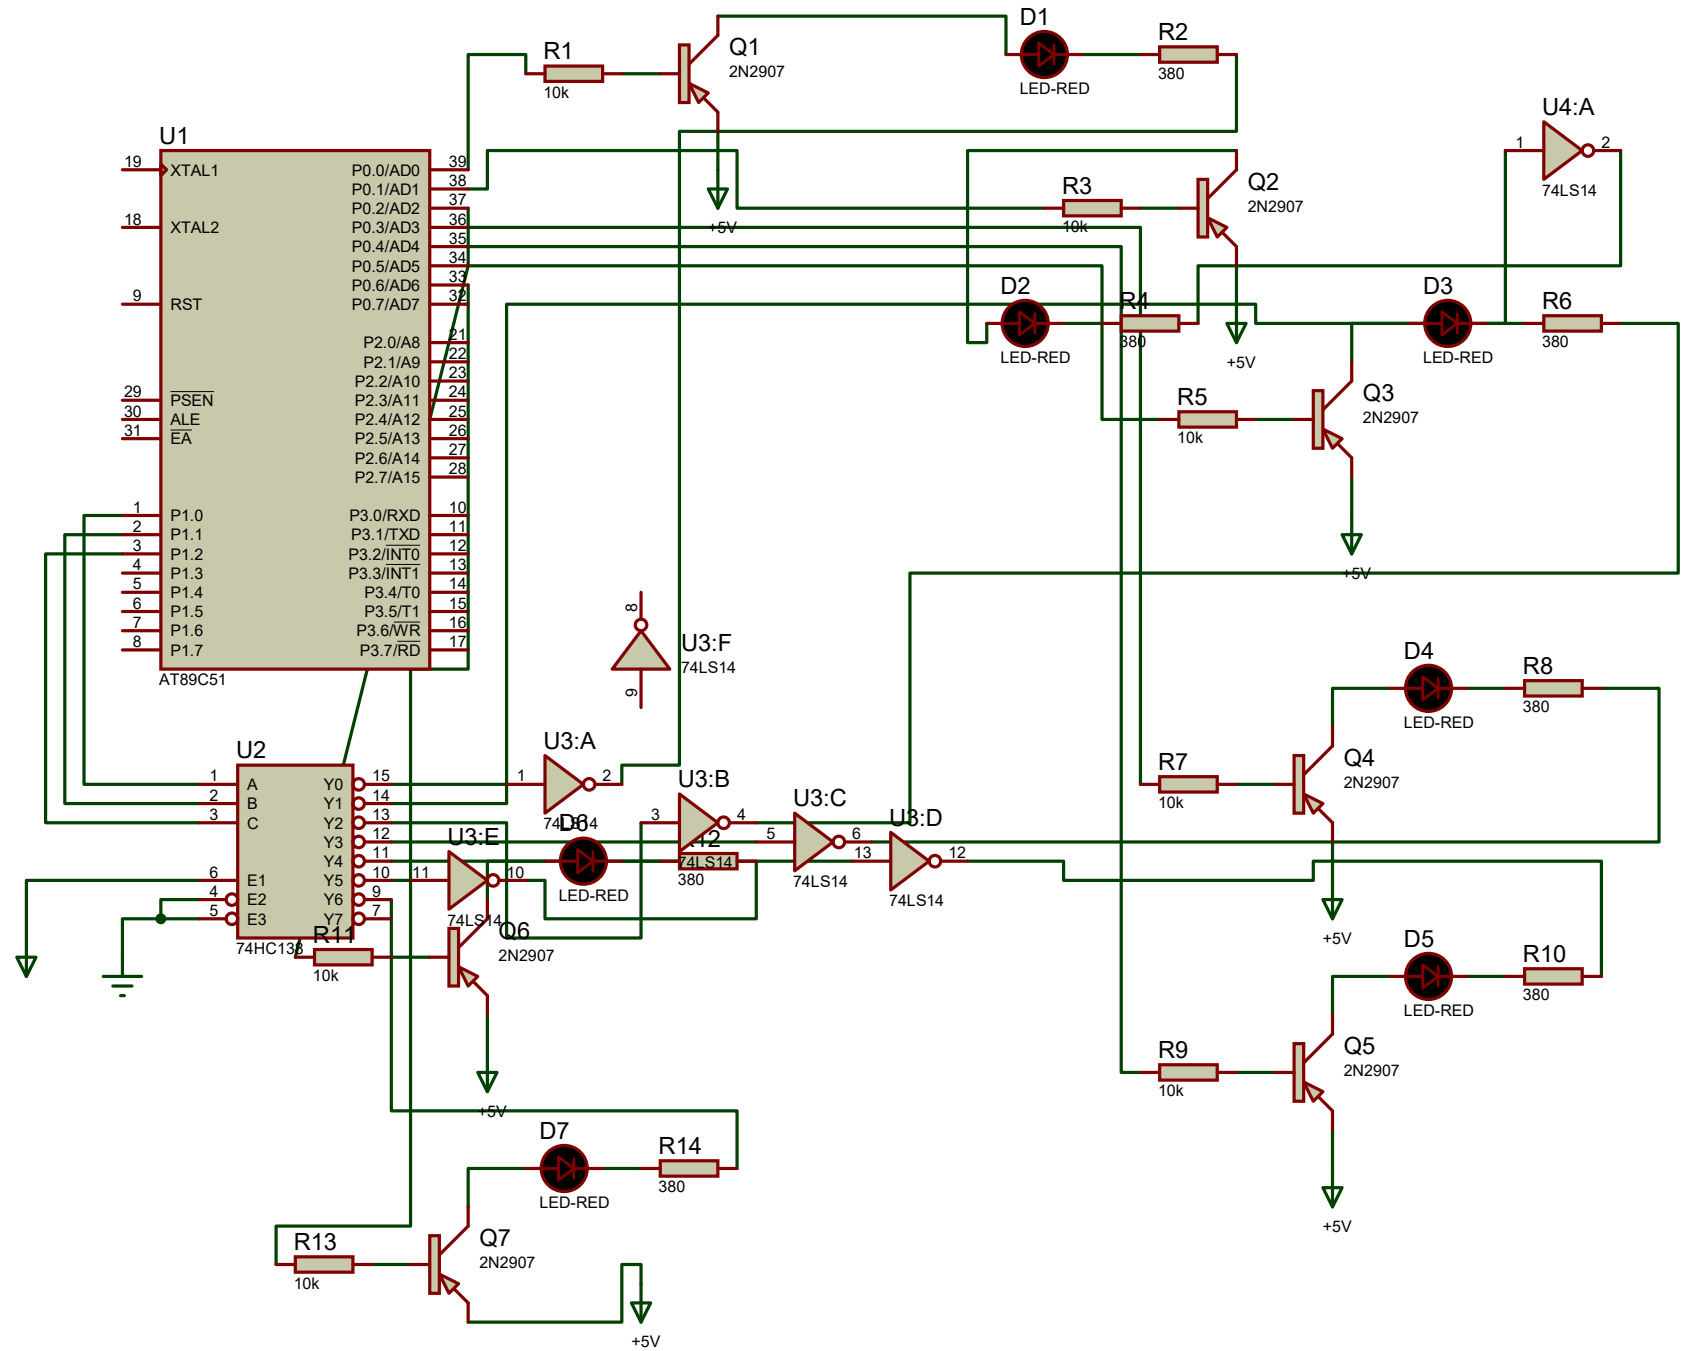 R1
10k
Q1
2N2907
D1
LED-RED
R2
380
U4:A
1
2
74LS14
U1
19
XTAL1
18
XTAL2
9
RST
29
PSEN
30
ALE
31
EA
1
P1.0
2
P1.1
3
P1.2
4
P1.3
5
P1.4
6
P1.5
7
P1.6
8
P1.7
P0.0/AD0
39
P0.1/AD1
38
P0.2/AD2
37
P0.3/AD3
36
P0.4/AD4
35
P0.5/AD5
34
P0.6/AD6
33
P0.7/AD7
32
P2.0/A8
21
P2.1/A9
22
P2.2/A10
23
P2.3/A11
24
P2.4/A12
25
P2.5/A13
26
P2.6/A14
27
P2.7/A15
28
P3.0/RXD
10
P3.1/TXD
11
P3.2/INT0
12
P3.3/INT1
13
P3.4/T0
14
P3.5/T1
15
P3.6/WR
16
P3.7/RD
17
AT89C51
+5V
R3
10k
Q2
2N2907
D2
LED-RED
R4
380
+5V
D3
LED-RED
R6
380
R5
10k
Q3
2N2907
+5V
8
9
U3:F
74LS14
D4
LED-RED
R8
380
R7
10k
Q4
2N2907
+5V
U2
1
A
2
B
3
C
6
E1
4
E2
5
E3
Y0
15
Y1
14
Y2
13
Y3
12
Y4
11
Y5
10
Y6
9
Y7
7
74HC138
U3:A
1
2
74LS14
U3:B
3
4
74LS14
U3:C
5
6
74LS14
U3:D
13
12
74LS14
U3:E
11
10
74LS14
D6
LED-RED
380
R11
10k
Q6
2N2907
+5V
D5
LED-RED
R10
380
R9
10k
Q5
2N2907
+5V
D7
LED-RED
R14
380
R13
10k
Q7
2N2907
+5V